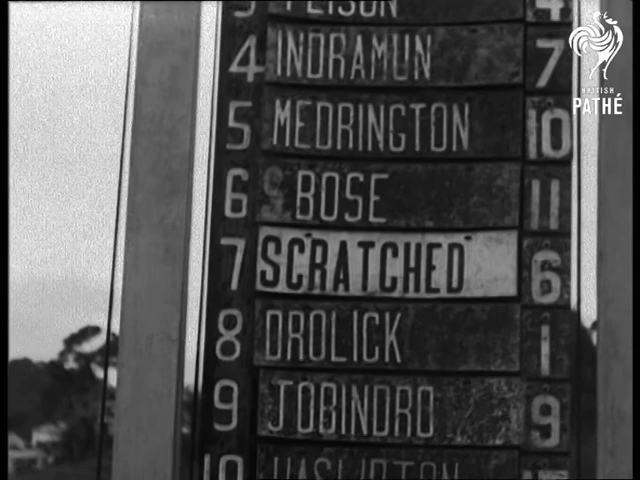 4 INDRAMUN 7
5 MEDRINGTON 10
6 BOSE 11
7 SCRATCHED 6
8 DROLICK 1
9 JOBINDRO 9
10
BRITISH
PATHÉ